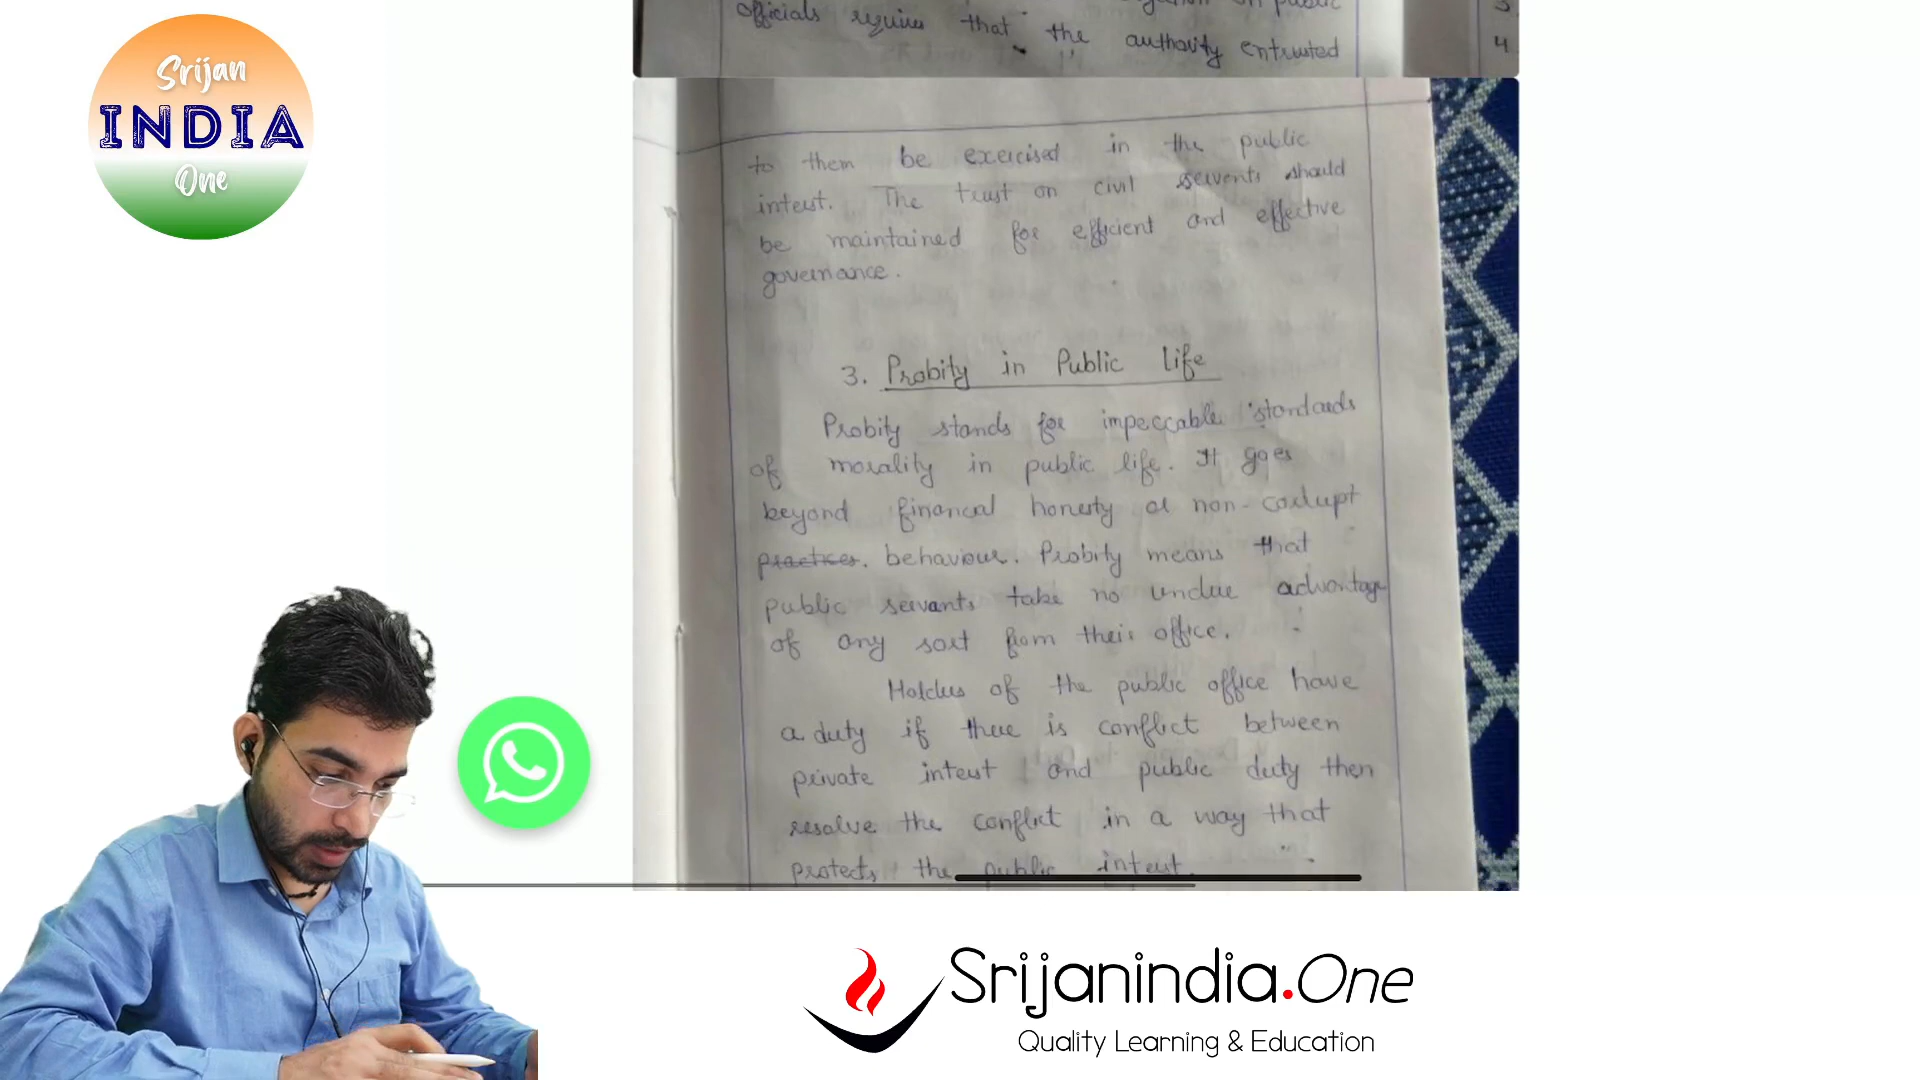 Srijan
INDIA
One
officials require that the authority entrusted
3
4
to them be exercised in the public
interst. The trust on civil servents should
be maintained for efficient and effective
governance.
3. Probity in Public life
Probity stands for impeccable standards
of morality in public life. It goes
beyond financial honesty or non-corrupt
practices. behaviour. Probity means that
public servants take no undue advantage
of any sort from their office.
Holders of the public office have
a duty if there is conflict between
private interst and public duty then
resolve the conflict in a way that
protects the public interst.
Srijanindia.One
Quality Learning & Education